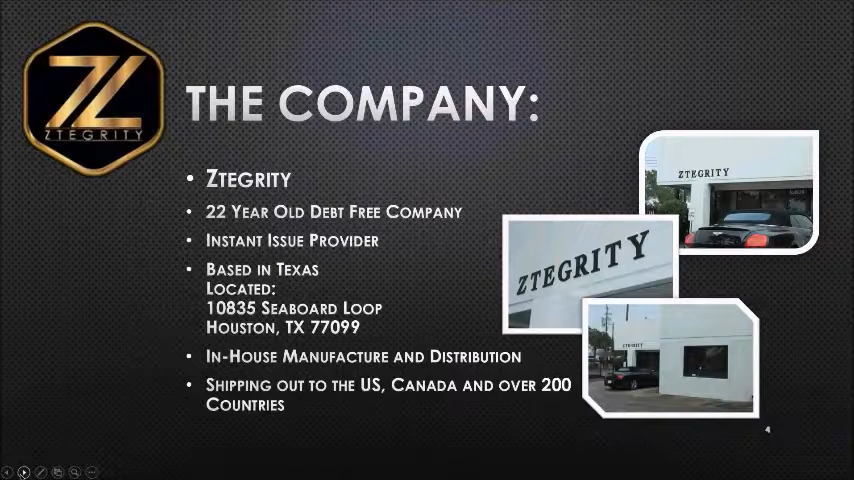 ZTEGRITY
THE COMPANY:
• ZTEGRITY
• 22 YEAR OLD DEBT FREE COMPANY
• INSTANT ISSUE PROVIDER
• BASED IN TEXAS
LOCATED:
10835 SEABOARD LOOP
HOUSTON, TX 77099
• IN-HOUSE MANUFACTURE AND DISTRIBUTION
• SHIPPING OUT TO THE US, CANADA AND OVER 200
COUNTRIES
ZTEGRITY
ZTEGRITY
ZTEGRITY
4